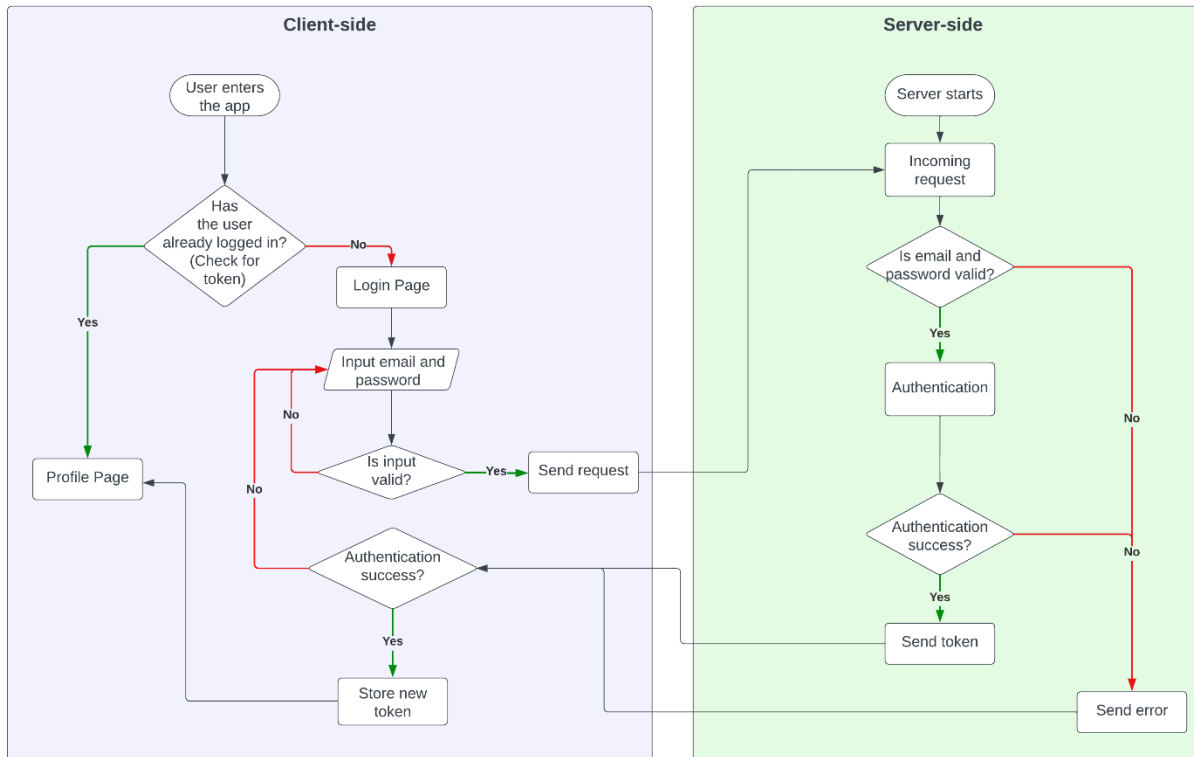 Client-side
User enters
the app
Has
the user
already logged in?
(Check for
token)
No
Login Page
Yes
Input email and
password
No
Is input
valid?
Yes
Send request
Profile Page
No
Authentication
success?
Yes
Store new
token
Server-side
Server starts
Incoming
request
Is email and
password valid?
Yes
Authentication
No
Authentication
success?
No
Yes
Send token
Send error